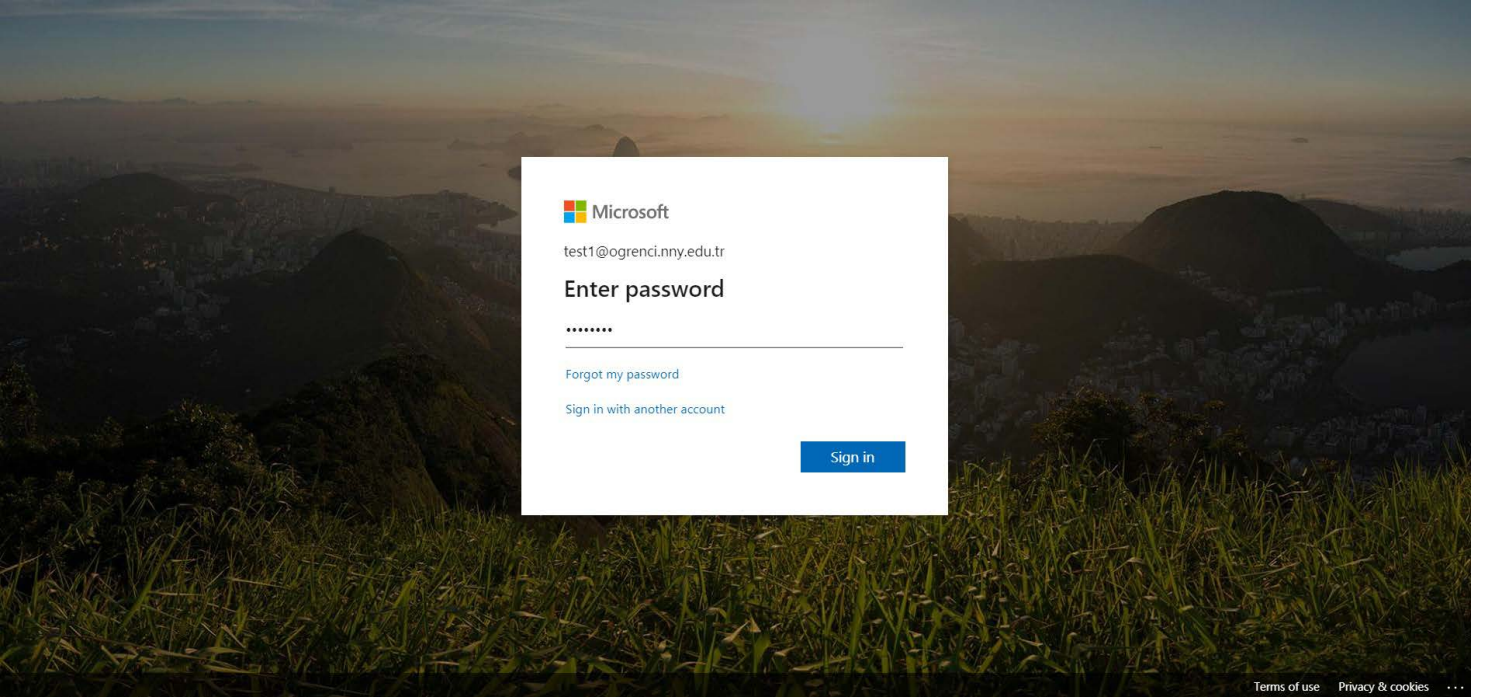 Microsoft
test1@ogrenci.nny.edu.tr
Enter password
••••••••
Forgot my password
Sign in with another account
Sign in
Terms of use Privacy & cookies ...